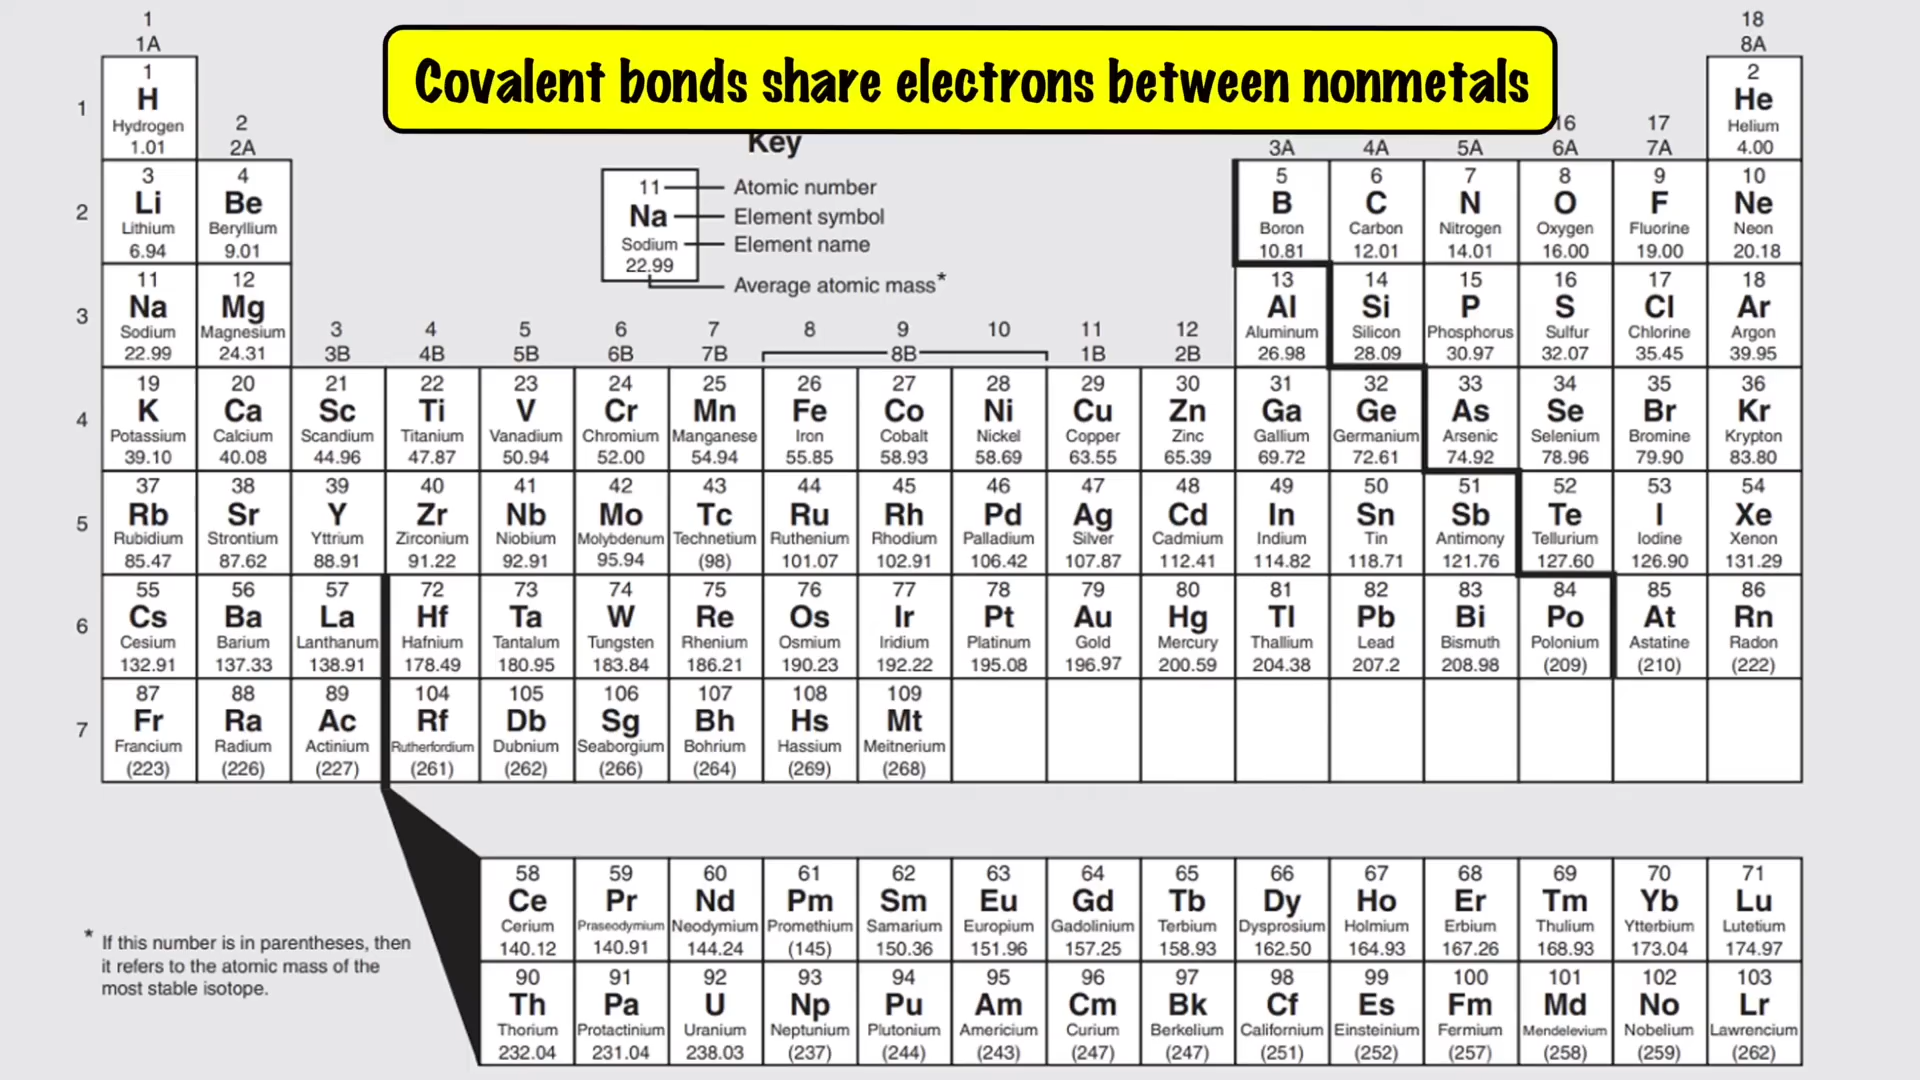 Covalent bonds share electrons between nonmetals
1 18
1A 8A
Key
11 Atomic number
Na Element symbol
Sodium Element name
22.99
Average atomic mass*
2 16 17
2A 3A 4A 5A 6A 7A
1 2
1 H He
Hydrogen Helium
1.01 4.00
3 4 5 6 7 8 9 10
2 Li Be B C N O F Ne
Lithium Beryllium Boron Carbon Nitrogen Oxygen Fluorine Neon
6.94 9.01 10.81 12.01 14.01 16.00 19.00 20.18
11 12 13 14 15 16 17 18
3 Na Mg Al Si P S Cl Ar
Sodium Magnesium Aluminum Silicon Phosphorus Sulfur Chlorine Argon
22.99 24.31 26.98 28.09 30.97 32.07 35.45 39.95
3 4 5 6 7 8 9 10 11 12
3B 4B 5B 6B 7B 8B 1B 2B
19 20 21 22 23 24 25 26 27 28 29 30 31 32 33 34 35 36
4 K Ca Sc Ti V Cr Mn Fe Co Ni Cu Zn Ga Ge As Se Br Kr
Potassium Calcium Scandium Titanium Vanadium Chromium Manganese Iron Cobalt Nickel Copper Zinc Gallium Germanium Arsenic Selenium Bromine Krypton
39.10 40.08 44.96 47.87 50.94 52.00 54.94 55.85 58.93 58.69 63.55 65.39 69.72 72.61 74.92 78.96 79.90 83.80
37 38 39 40 41 42 43 44 45 46 47 48 49 50 51 52 53 54
5 Rb Sr Y Zr Nb Mo Tc Ru Rh Pd Ag Cd In Sn Sb Te I Xe
Rubidium Strontium Yttrium Zirconium Niobium Molybdenum Technetium Ruthenium Rhodium Palladium Silver Cadmium Indium Tin Antimony Tellurium Iodine Xenon
85.47 87.62 88.91 91.22 92.91 95.94 (98) 101.07 102.91 106.42 107.87 112.41 114.82 118.71 121.76 127.60 126.90 131.29
55 56 57 72 73 74 75 76 77 78 79 80 81 82 83 84 85 86
6 Cs Ba La Hf Ta W Re Os Ir Pt Au Hg Tl Pb Bi Po At Rn
Cesium Barium Lanthanum Hafnium Tantalum Tungsten Rhenium Osmium Iridium Platinum Gold Mercury Thallium Lead Bismuth Polonium Astatine Radon
132.91 137.33 138.91 178.49 180.95 183.84 186.21 190.23 192.22 195.08 196.97 200.59 204.38 207.2 208.98 (209) (210) (222)
87 88 89 104 105 106 107 108 109
7 Fr Ra Ac Rf Db Sg Bh Hs Mt
Francium Radium Actinium Rutherfordium Dubnium Seaborgium Bohrium Hassium Meitnerium
(223) (226) (227) (261) (262) (266) (264) (269) (268)
58 59 60 61 62 63 64 65 66 67 68 69 70 71
Ce Pr Nd Pm Sm Eu Gd Tb Dy Ho Er Tm Yb Lu
Cerium Praseodymium Neodymium Promethium Samarium Europium Gadolinium Terbium Dysprosium Holmium Erbium Thulium Ytterbium Lutetium
140.12 140.91 144.24 (145) 150.36 151.96 157.25 158.93 162.50 164.93 167.26 168.93 173.04 174.97
90 91 92 93 94 95 96 97 98 99 100 101 102 103
Th Pa U Np Pu Am Cm Bk Cf Es Fm Md No Lr
Thorium Protactinium Uranium Neptunium Plutonium Americium Curium Berkelium Californium Einsteinium Fermium Mendelevium Nobelium Lawrencium
232.04 231.04 238.03 (237) (244) (243) (247) (247) (251) (252) (257) (258) (259) (262)
* If this number is in parentheses, then
it refers to the atomic mass of the
most stable isotope.